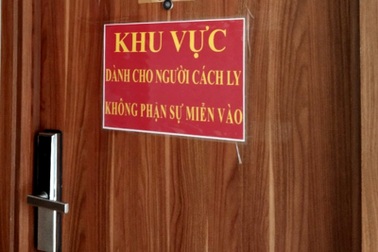 KHU VỰC
DÀNH CHO NGƯỜI CÁCH LY
KHÔNG PHẬN SỰ MIỄN VÀO